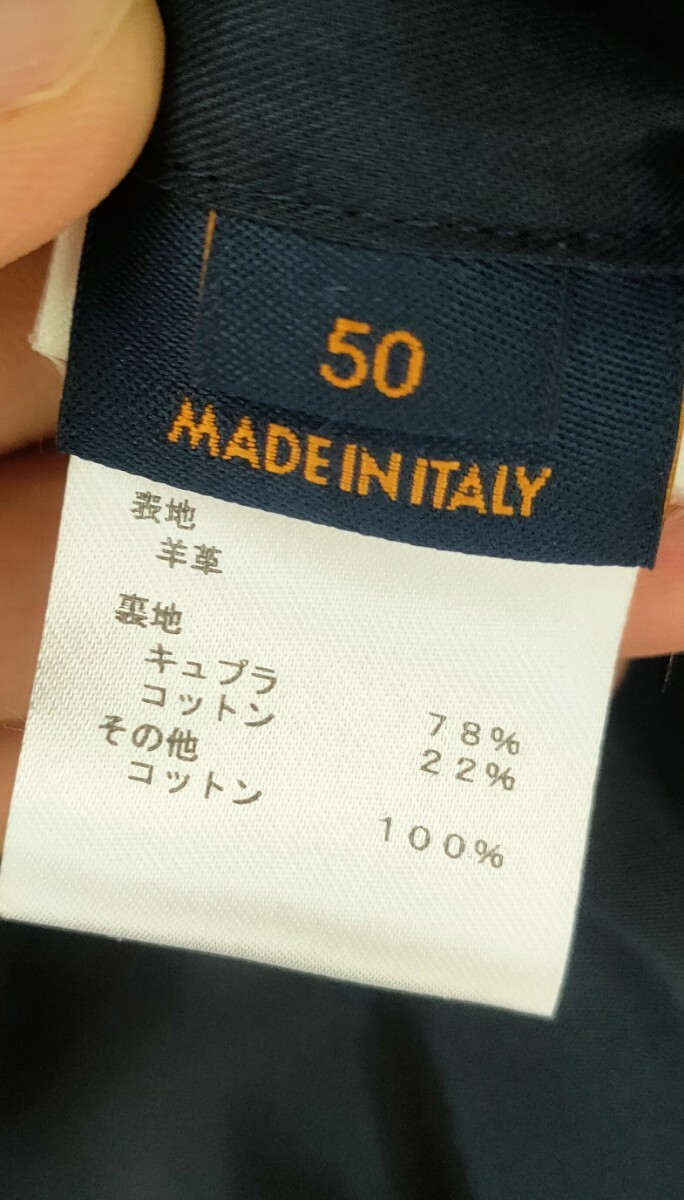 50
MADE IN ITALY
表地
羊革
裏地
キュプラ 78%
コットン 22%
その他
コットン 100%